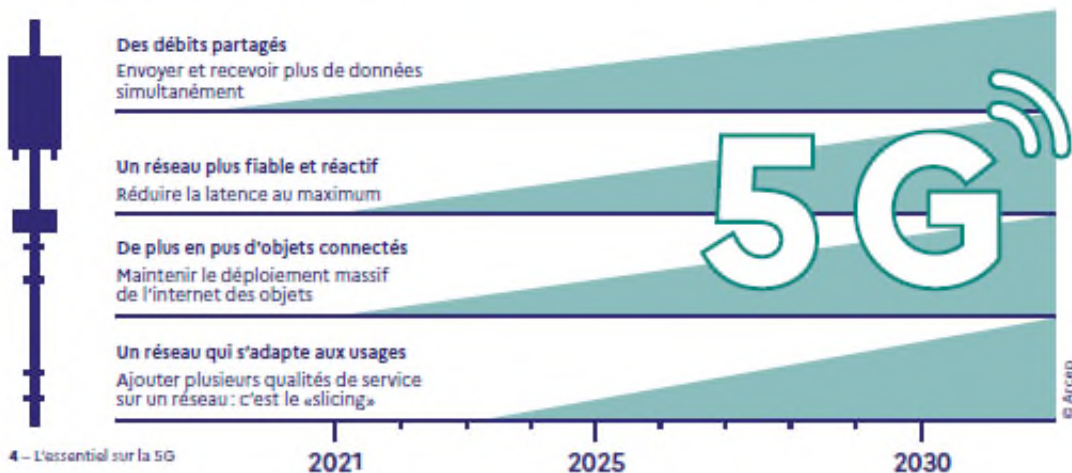 Des débits partagés
Envoyer et recevoir plus de données
simultanément
Un réseau plus fiable et réactif
Réduire la latence au maximum
De plus en pus d'objets connectés
Maintenir le déploiement massif
de l'internet des objets
Un réseau qui s'adapte aux usages
Ajouter plusieurs qualités de service
sur un réseau : c'est le «slicing»
5G
© Arcep
4 – L'essentiel sur la 5G
2021 2025 2030